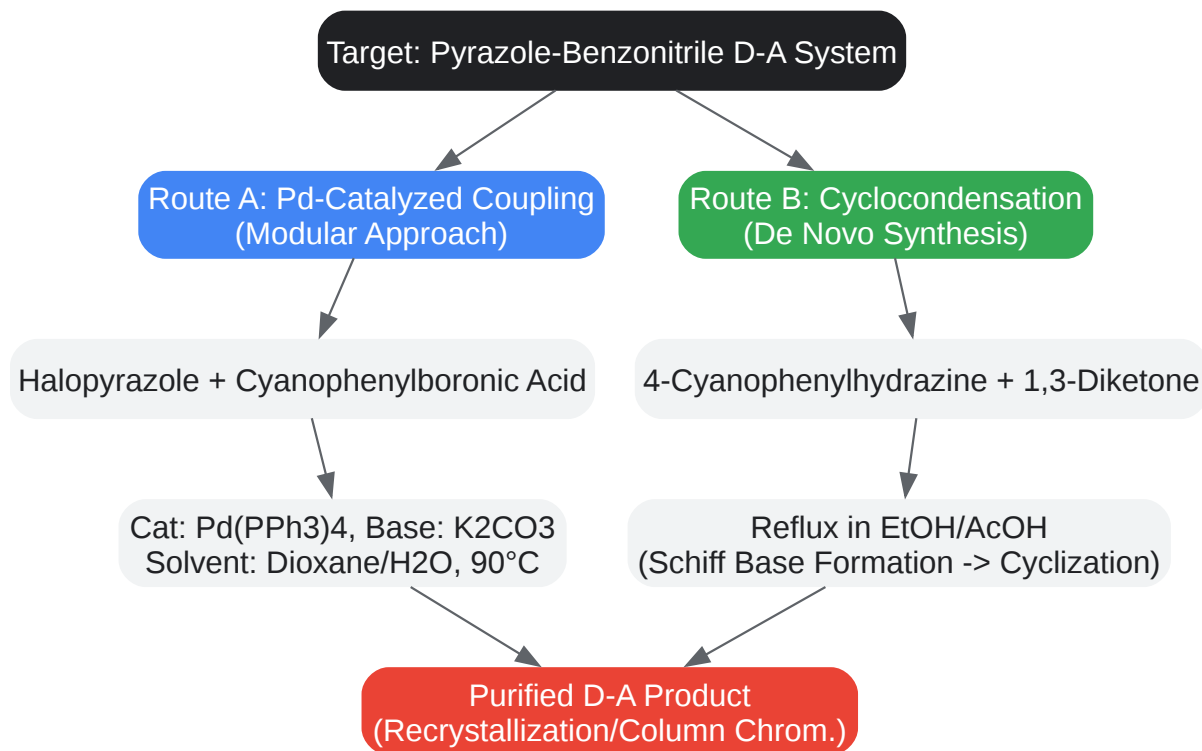 Target: Pyrazole-Benzonitrile D-A System
Route A: Pd-Catalyzed Coupling
(Modular Approach)
Route B: Cyclocondensation
(De Novo Synthesis)
Halopyrazole + Cyanophenylboronic Acid
4-Cyanophenylhydrazine + 1,3-Diketone
Cat: Pd(PPh3)4, Base: K2CO3
Solvent: Dioxane/H2O, 90°C
Reflux in EtOH/AcOH
(Schiff Base Formation -> Cyclization)
Purified D-A Product
(Recrystallization/Column Chrom.)